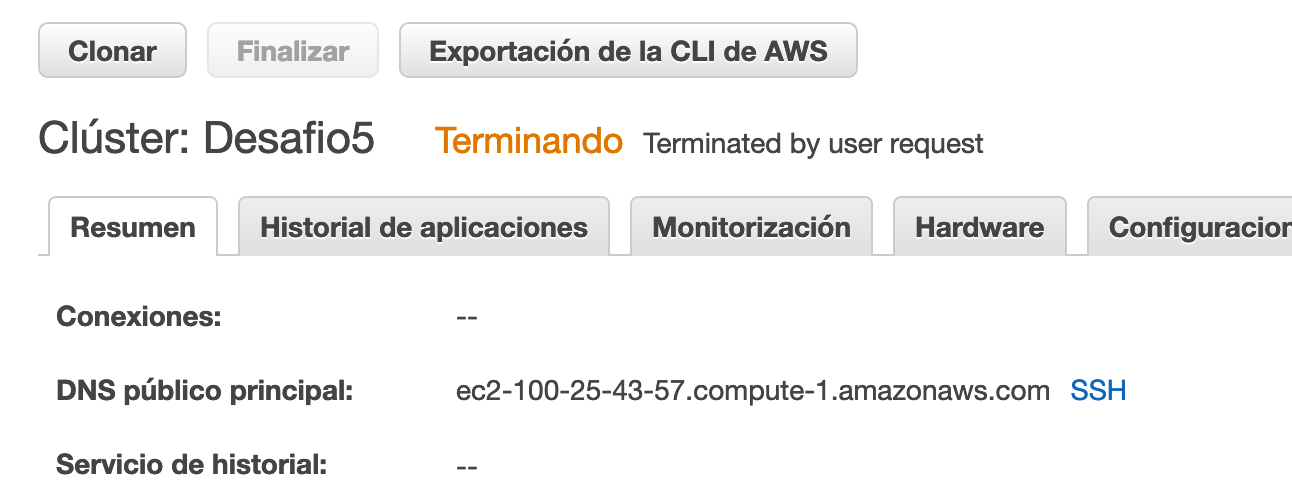 Clonar Finalizar Exportación de la CLI de AWS
Clúster: Desafio5 Terminando Terminated by user request
Resumen Historial de aplicaciones Monitorización Hardware Configuracion
Conexiones: --
DNS público principal: ec2-100-25-43-57.compute-1.amazonaws.com SSH
Servicio de historial: --